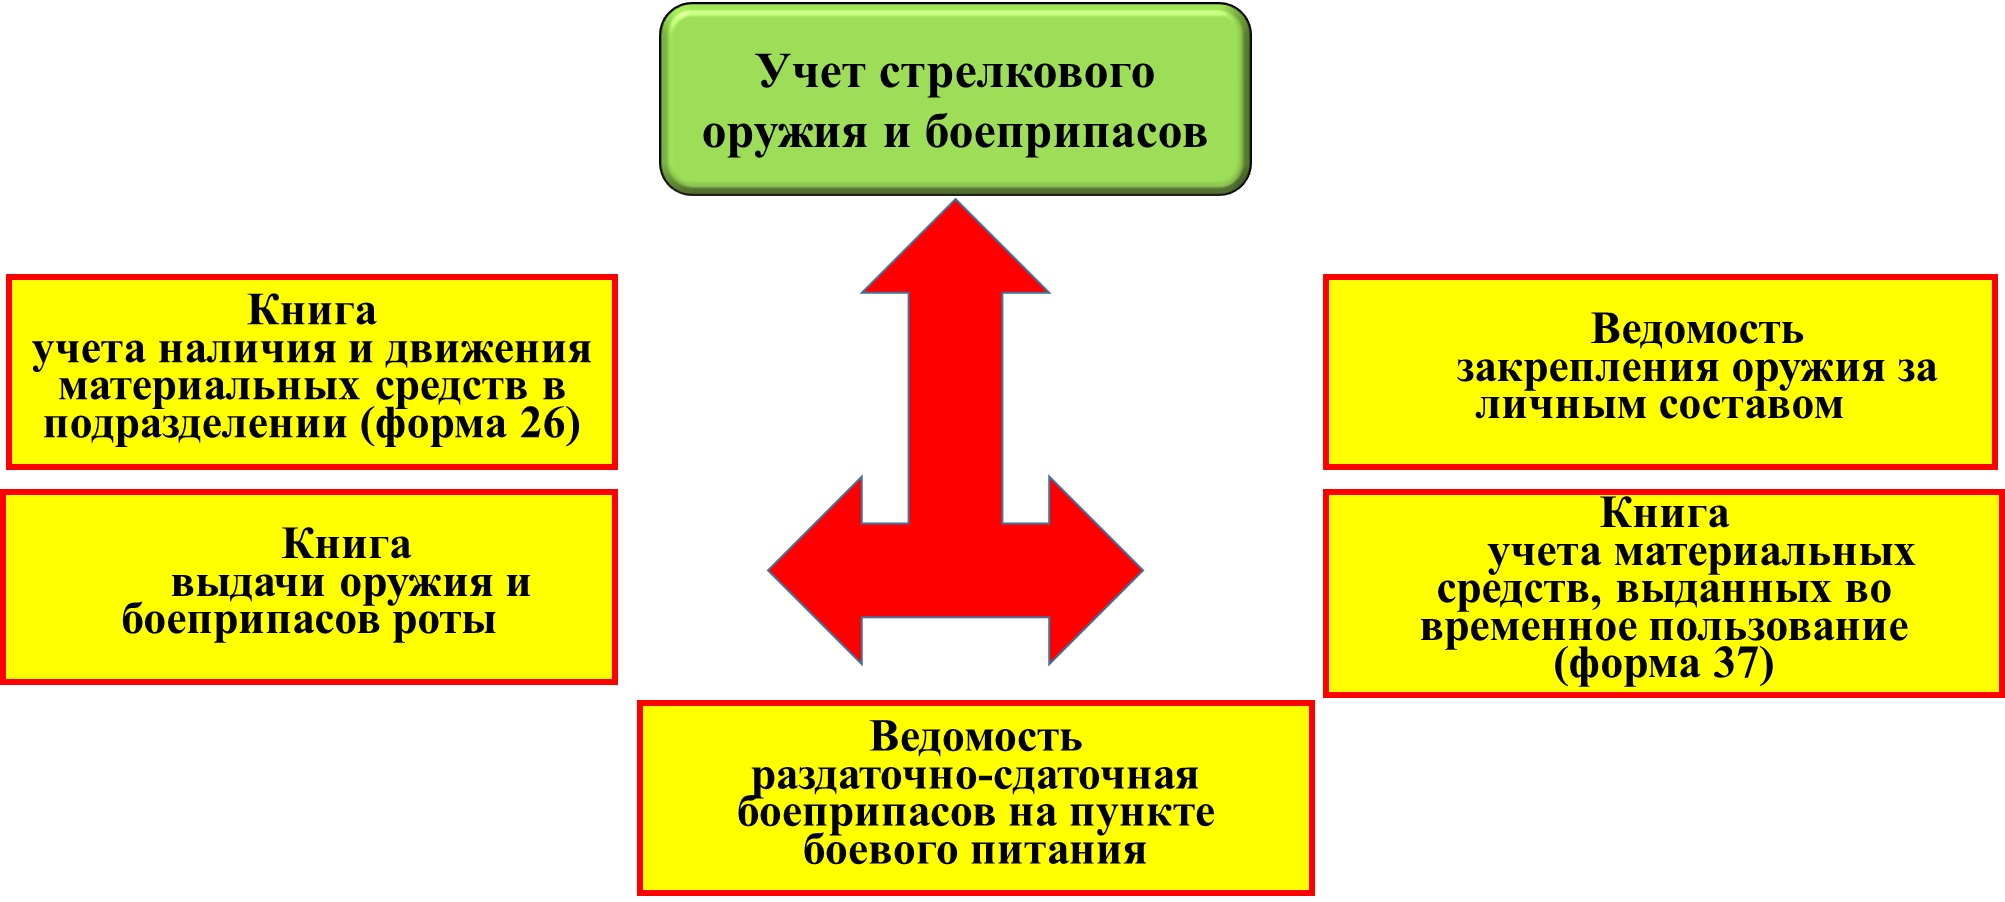 Учет стрелкового
оружия и боеприпасов
Книга
учета наличия и движения
материальных средств в
подразделении (форма 26)
Ведомость
закрепления оружия за
личным составом
Книга
выдачи оружия и
боеприпасов роты
Книга
учета материальных
средств, выданных во
временное пользование
(форма 37)
Ведомость
раздаточно-сдаточная
боеприпасов на пункте
боевого питания